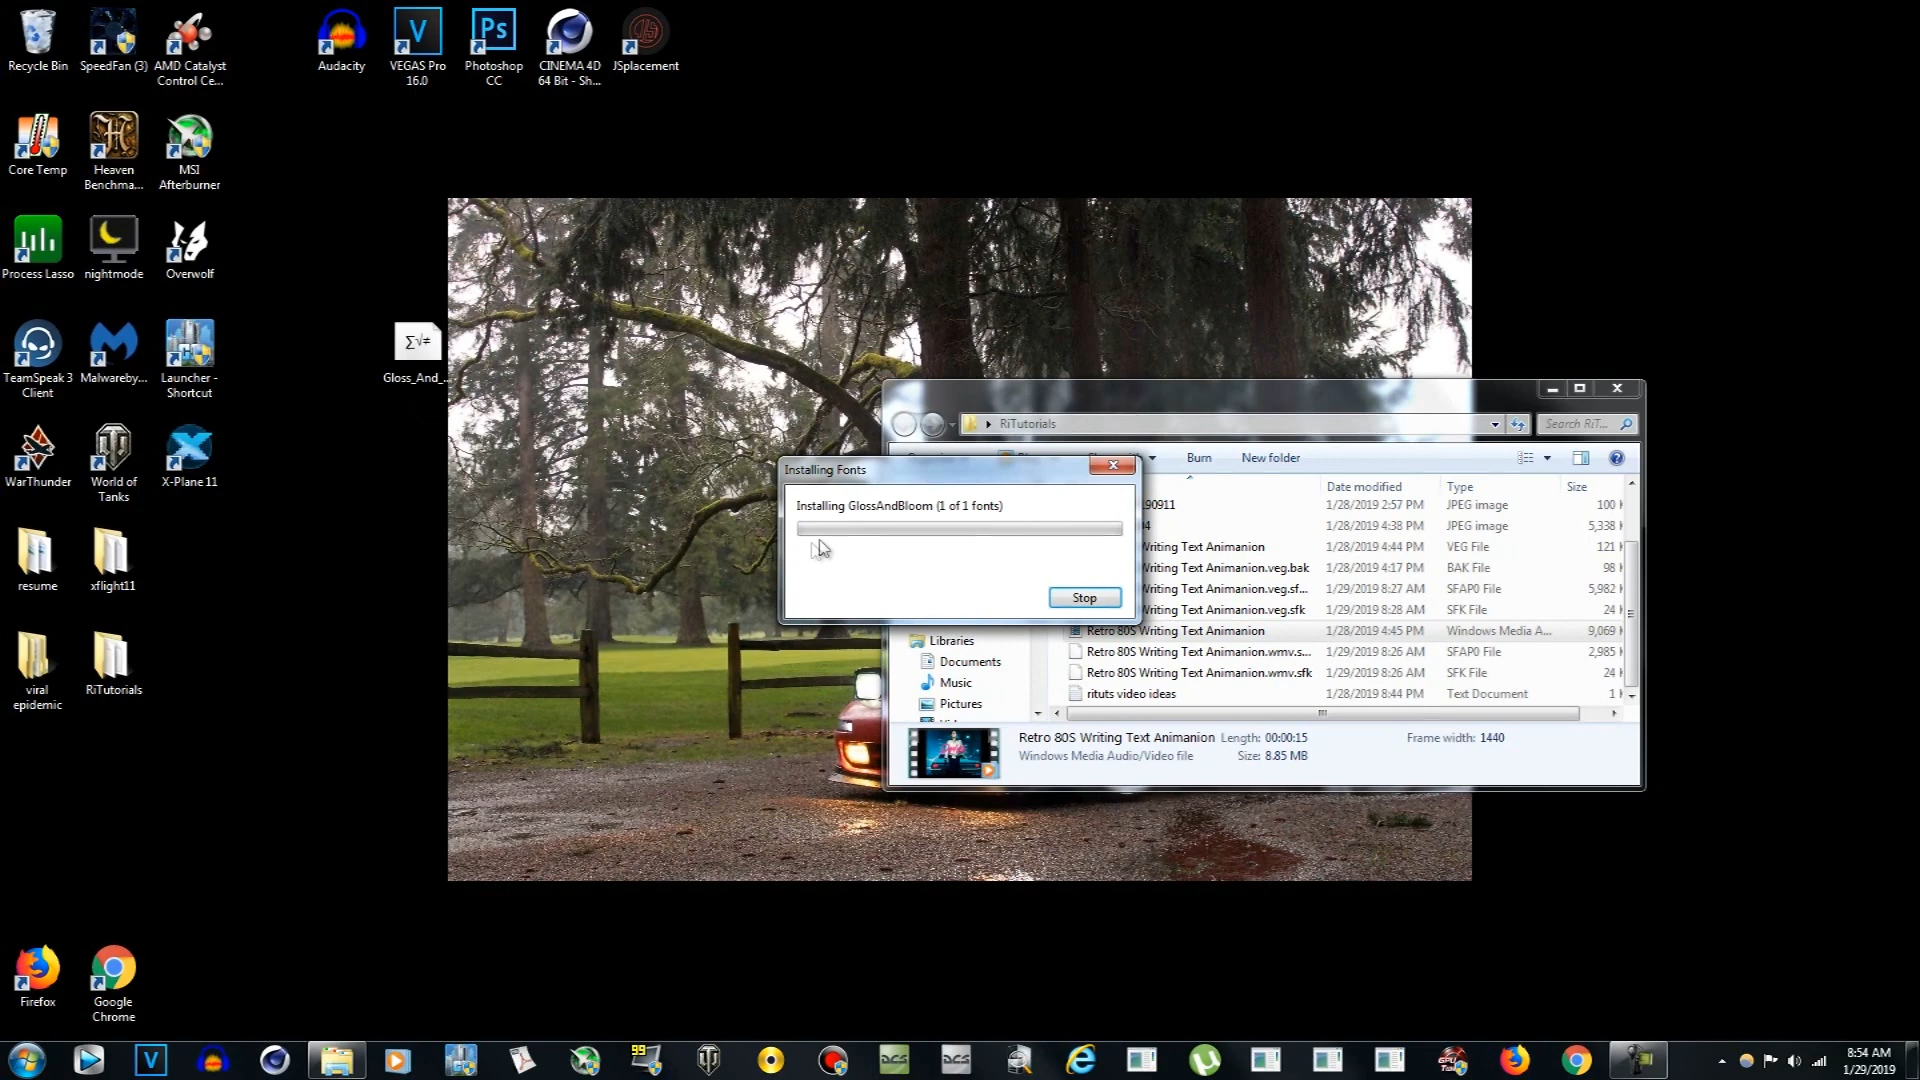 Recycle Bin
SpeedFan (3)
AMD Catalyst
Control Ce...
Audacity
VEGAS Pro
16.0
Photoshop
CC
CINEMA 4D
64 Bit - Sh...
JSplacement
Core Temp
Heaven
Benchma...
MSI
Afterburner
Process Lasso
nightmode
Overwolf
TeamSpeak 3
Client
Malwareby...
Launcher -
Shortcut
Gloss_And_...
WarThunder
World of
Tanks
X-Plane 11
resume
xflight11
viral
epidemic
RiTutorials
Firefox
Google
Chrome
RiTutorials
Search RiT...
Burn
New folder
Installing Fonts
Installing GlossAndBloom (1 of 1 fonts)
Stop
Date modified
Type
Size
90911
1/28/2019 2:57 PM
JPEG image
100
1/28/2019 4:38 PM
JPEG image
5,338
Writing Text Animanion
1/28/2019 4:44 PM
VEG File
121
Writing Text Animanion.veg.bak
1/28/2019 4:17 PM
BAK File
98
Writing Text Animanion.veg.sf...
1/29/2019 8:27 AM
SFAP0 File
5,982
Writing Text Animanion.veg.sfk
1/29/2019 8:28 AM
SFK File
24
Retro 80S Writing Text Animanion
1/28/2019 4:45 PM
Windows Media A...
9,069
Retro 80S Writing Text Animanion.wmv.s...
1/29/2019 8:26 AM
SFAP0 File
2,985
Retro 80S Writing Text Animanion.wmv.sfk
1/29/2019 8:26 AM
SFK File
24
rituts video ideas
1/28/2019 8:44 PM
Text Document
1
Libraries
Documents
Music
Pictures
Retro 80S Writing Text Animanion
Length: 00:00:15
Frame width: 1440
Windows Media Audio/Video file
Size: 8.85 MB
8:54 AM
1/29/2019